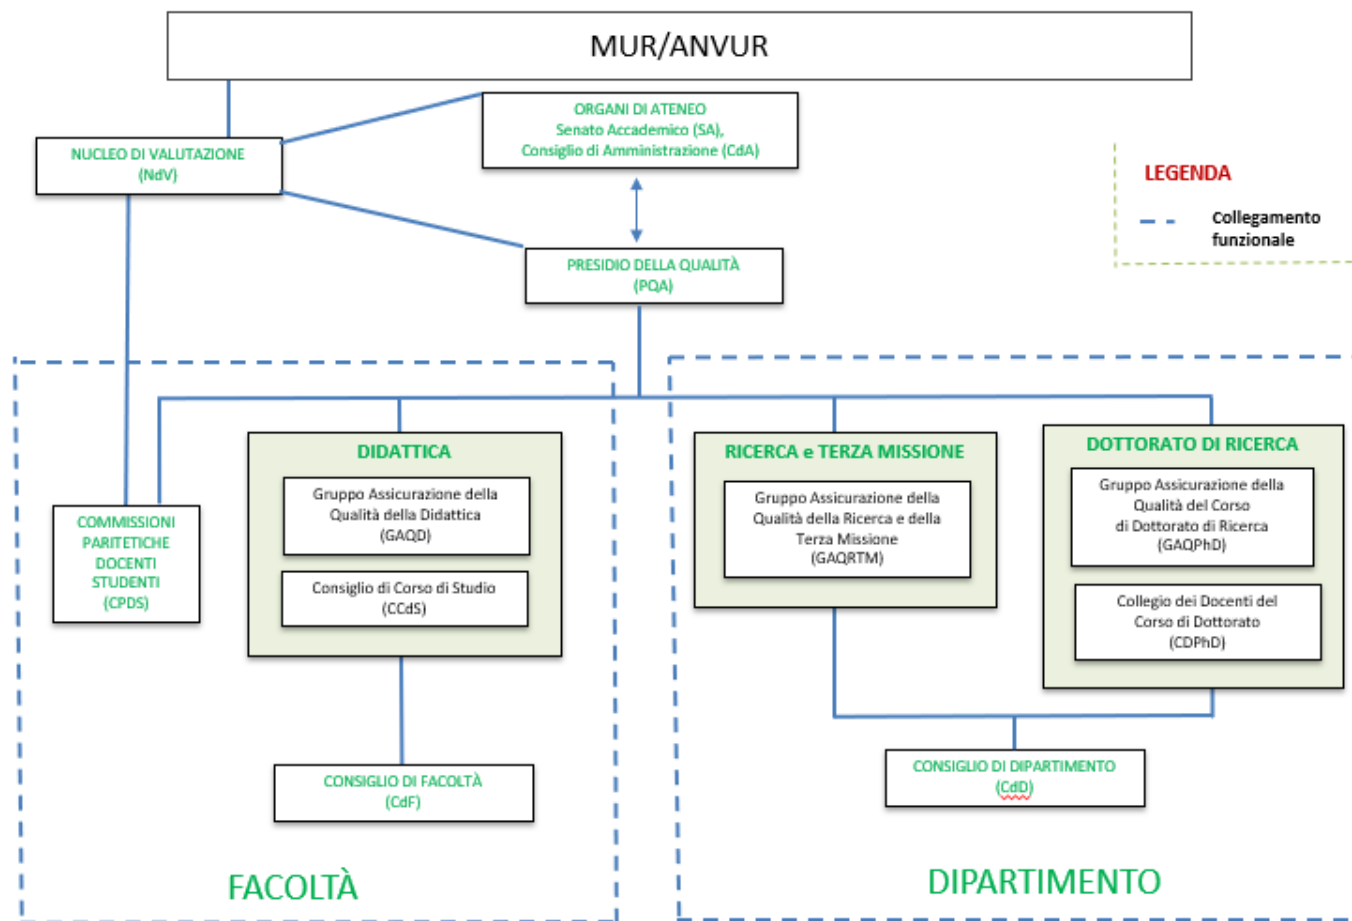 MUR/ANVUR
ORGANI DI ATENEO
Senato Accademico (SA),
Consiglio di Amministrazione (CdA)
NUCLEO DI VALUTAZIONE
(NdV)
LEGENDA
Collegamento
funzionale
PRESIDIO DELLA QUALITÀ
(PQA)
DIDATTICA
Gruppo Assicurazione della
Qualità della Didattica
(GAQD)
Consiglio di Corso di Studio
(CCdS)
COMMISSIONI
PARITETICHE
DOCENTI
STUDENTI
(CPDS)
RICERCA e TERZA MISSIONE
Gruppo Assicurazione della
Qualità della Ricerca e della
Terza Missione
(GAQRTM)
DOTTORATO DI RICERCA
Gruppo Assicurazione della
Qualità del Corso
di Dottorato di Ricerca
(GAQPhD)
Collegio dei Docenti del
Corso di Dottorato
(CDPhD)
CONSIGLIO DI FACOLTÀ
(CdF)
CONSIGLIO DI DIPARTIMENTO
(CdD)
FACOLTÀ
DIPARTIMENTO